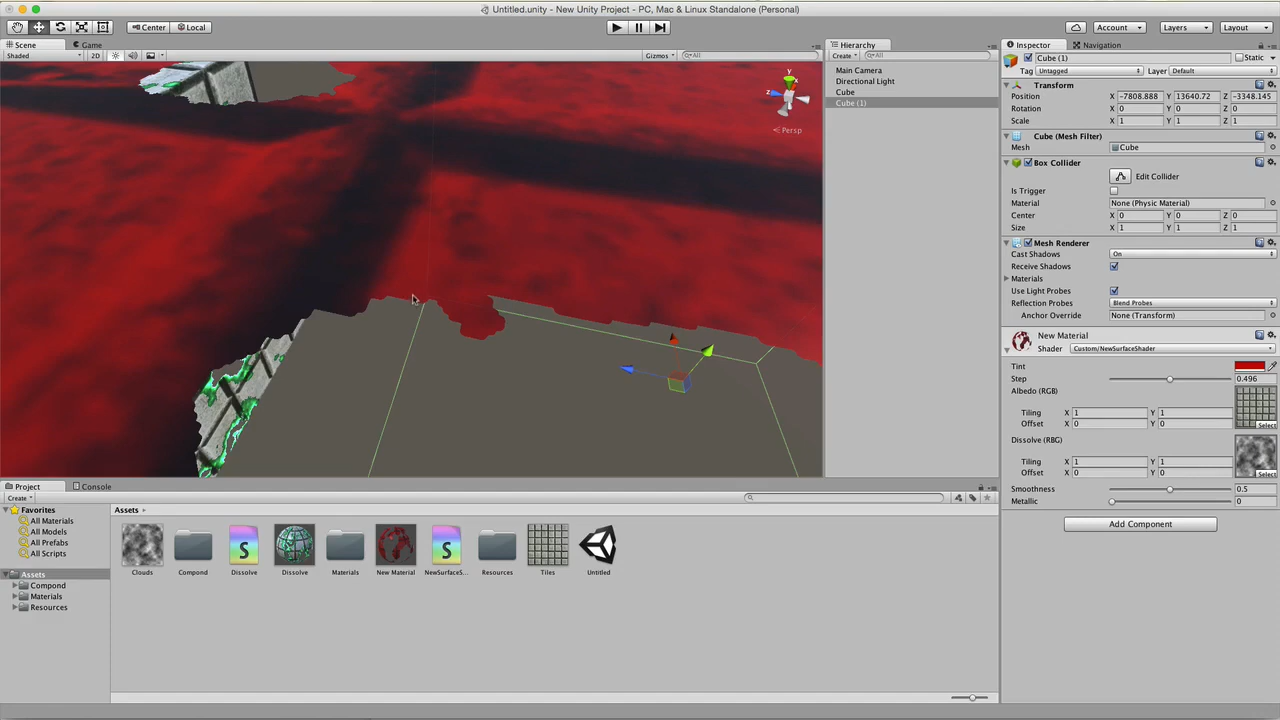 Untitled.unity - New Unity Project - PC, Mac & Linux Standalone (Personal)
Center Local Account Layers Layout
Scene Game
Shaded 2D Gizmos All
y
x
z
Persp
Hierarchy
Create All
Main Camera
Directional Light
Cube
Cube (1)
Inspector Navigation
Cube (1) Static
Tag Untagged Layer Default
Transform
Position X -7808.888 Y 13640.72 Z -3348.145
Rotation X 0 Y 0 Z 0
Scale X 1 Y 1 Z 1
Cube (Mesh Filter)
Mesh Cube
Box Collider
Edit Collider
Is Trigger
Material None (Physic Material)
Center X 0 Y 0 Z 0
Size X 1 Y 1 Z 1
Mesh Renderer
Cast Shadows On
Receive Shadows
Materials
Use Light Probes
Reflection Probes Blend Probes
Anchor Override None (Transform)
New Material
Shader Custom/NewSurfaceShader
Tint
Step 0.496
Albedo (RGB)
Tiling X 1 Y 1
Offset X 0 Y 0
Select
Dissolve (RBG)
Tiling X 1 Y 1
Offset X 0 Y 0
Select
Smoothness 0.5
Metallic 0
Add Component
Project Console
Create
Favorites
All Materials
All Models
All Prefabs
All Scripts
Assets
Compond
Materials
Resources
Assets
S S
Clouds Compond Dissolve Dissolve Materials New Material NewSurfaceS... Resources Tiles Untitled